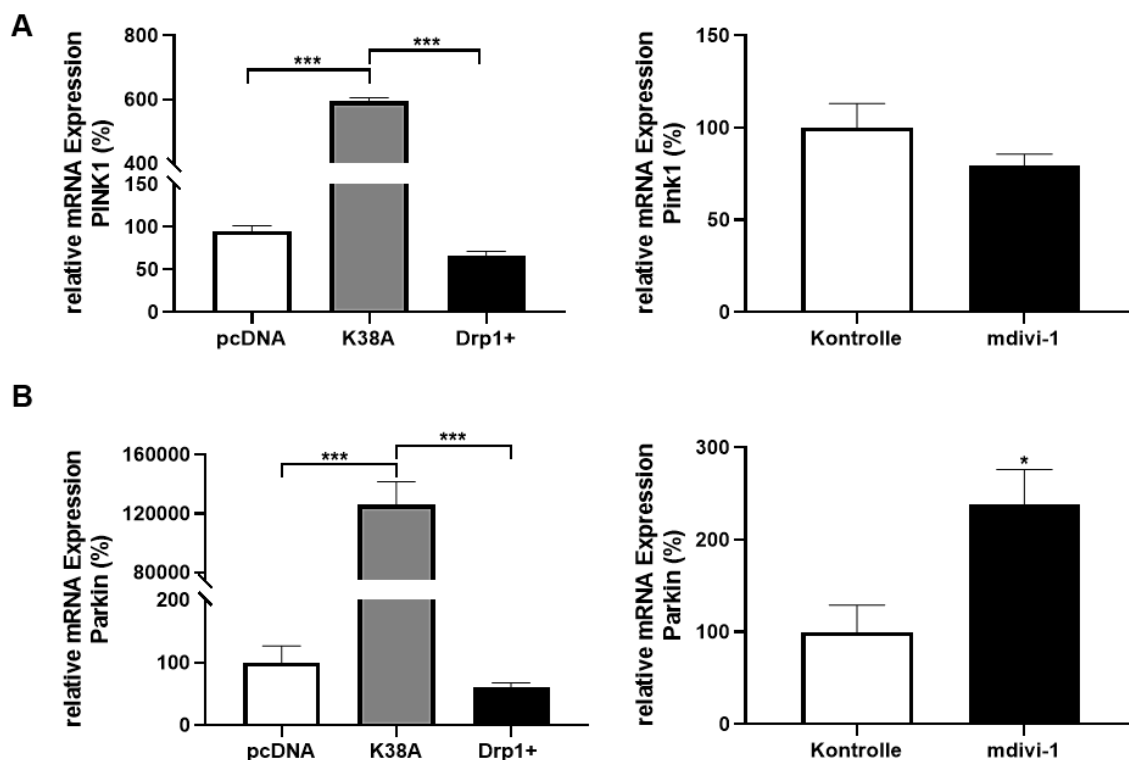 A
relative mRNA Expression
PINK1 (%)
800
600
400
150
100
50
0
***
***
pcDNA
K38A
Drp1+
relative mRNA Expression
Pink1 (%)
150
100
50
0
Kontrolle
mdivi-1
B
relative mRNA Expression
Parkin (%)
160000
120000
80000
200
100
0
***
***
pcDNA
K38A
Drp1+
relative mRNA Expression
Parkin (%)
300
200
100
0
*
Kontrolle
mdivi-1